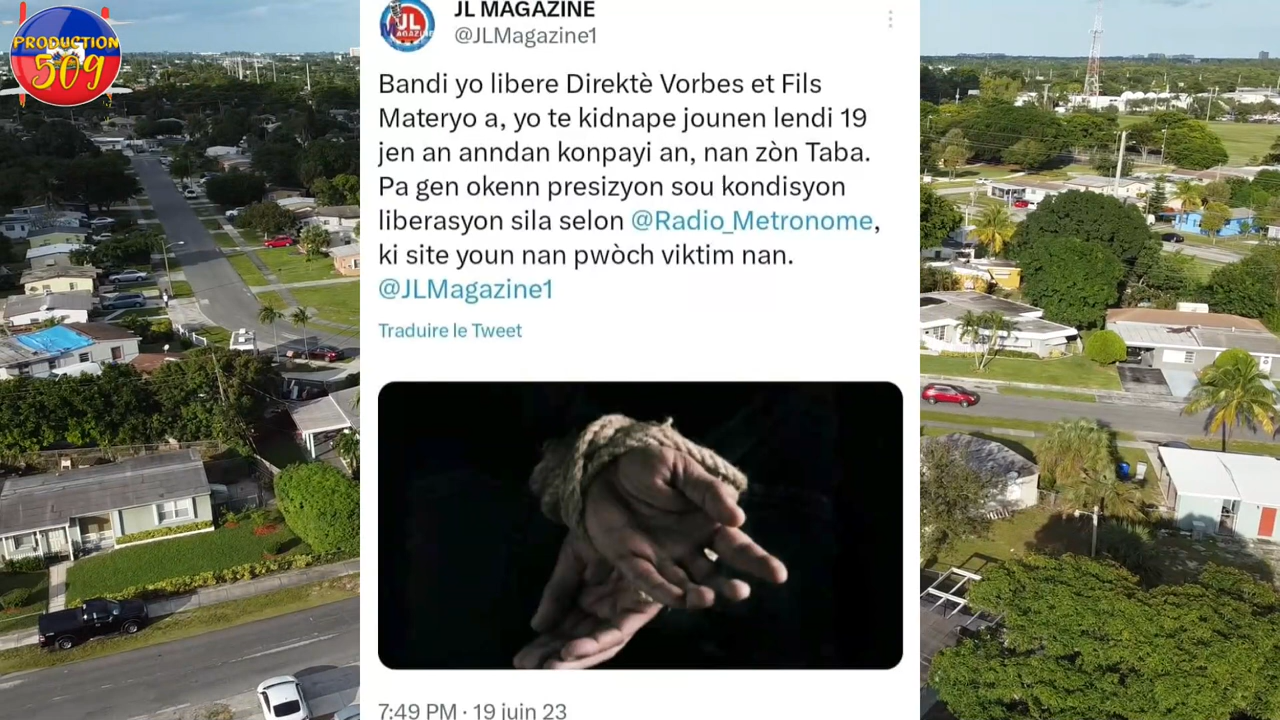 PRODUCTION
509
JL
MAGAZINE
JL MAGAZINE
@JLMagazine1
Bandi yo libere Direktè Vorbes et Fils
Materyo a, yo te kidnape jounen lendi 19
jen an anndan konpayi an, nan zòn Taba.
Pa gen okenn presizyon sou kondisyon
liberasyon sila selon @Radio_Metronome,
ki site youn nan pwòch viktim nan.
@JLMagazine1
Traduire le Tweet
7:49 PM · 19 juin 23